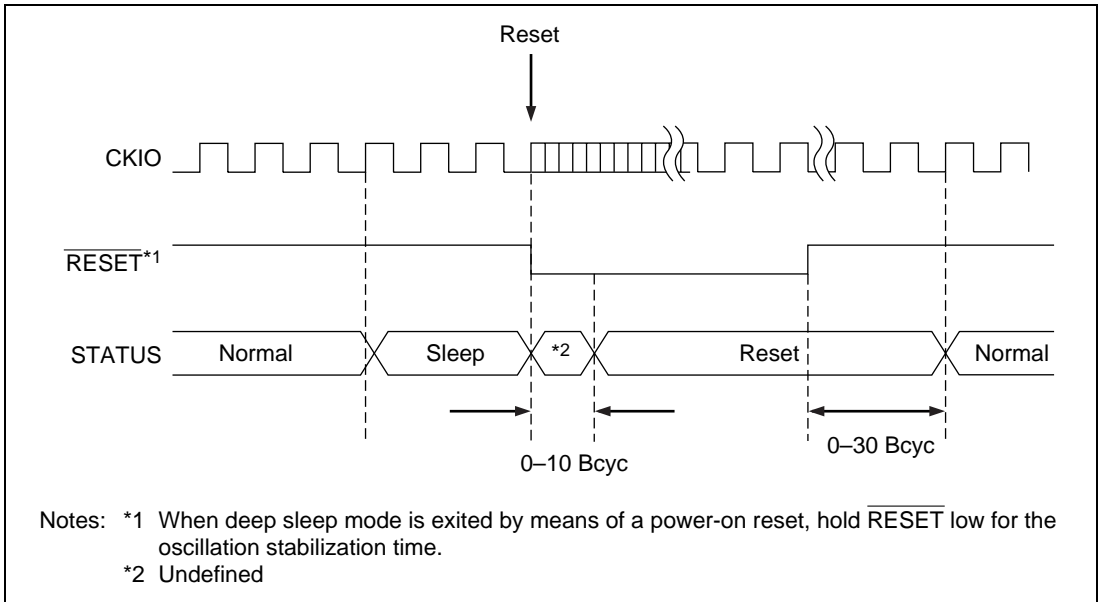 Reset
CKIO
RESET*1
STATUS Normal Sleep *2 Reset Normal
0–10 Bcyc
0–30 Bcyc
Notes: *1 When deep sleep mode is exited by means of a power-on reset, hold RESET low for the
oscillation stabilization time.
*2 Undefined